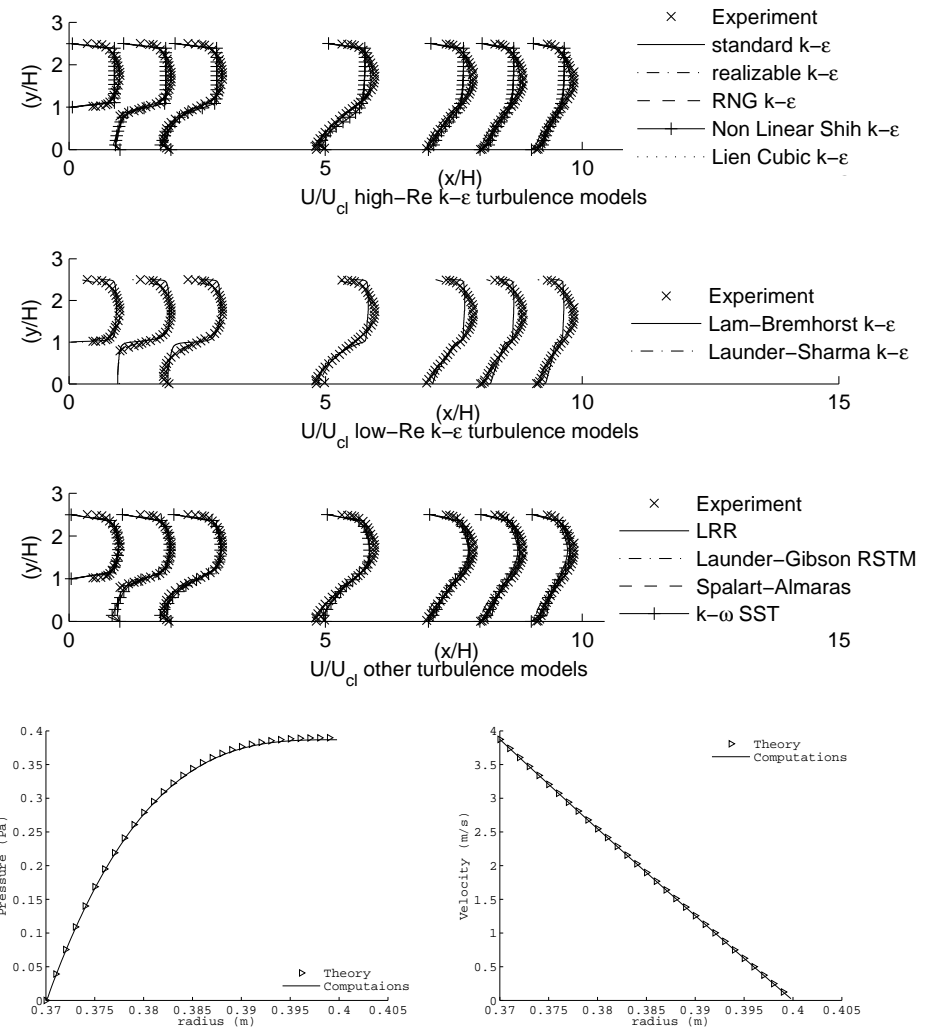 3
2
1
0
(y/H)
0
5
10
(x/H)
U/Ucl high−Re k−ε turbulence models
Experiment
standard k−ε
realizable k−ε
RNG k−ε
Non Linear Shih k−ε
Lien Cubic k−ε
3
2
1
0
(y/H)
0
5
10
15
(x/H)
U/Ucl low−Re k−ε turbulence models
Experiment
Lam−Bremhorst k−ε
Launder−Sharma k−ε
3
2
1
0
(y/H)
0
5
10
15
(x/H)
U/Ucl other turbulence models
Experiment
LRR
Launder−Gibson RSTM
Spalart−Almaras
k−ω SST
0.4
0.35
0.3
0.25
0.2
0.15
0.1
0.05
0
Pressure (Pa)
0.37 0.375 0.38 0.385 0.39 0.395 0.4 0.405
radius (m)
Theory
Computaions
4
3.5
3
2.5
2
1.5
1
0.5
0
Velocity (m/s)
0.37 0.375 0.38 0.385 0.39 0.395 0.4 0.405
radius (m)
Theory
Computations